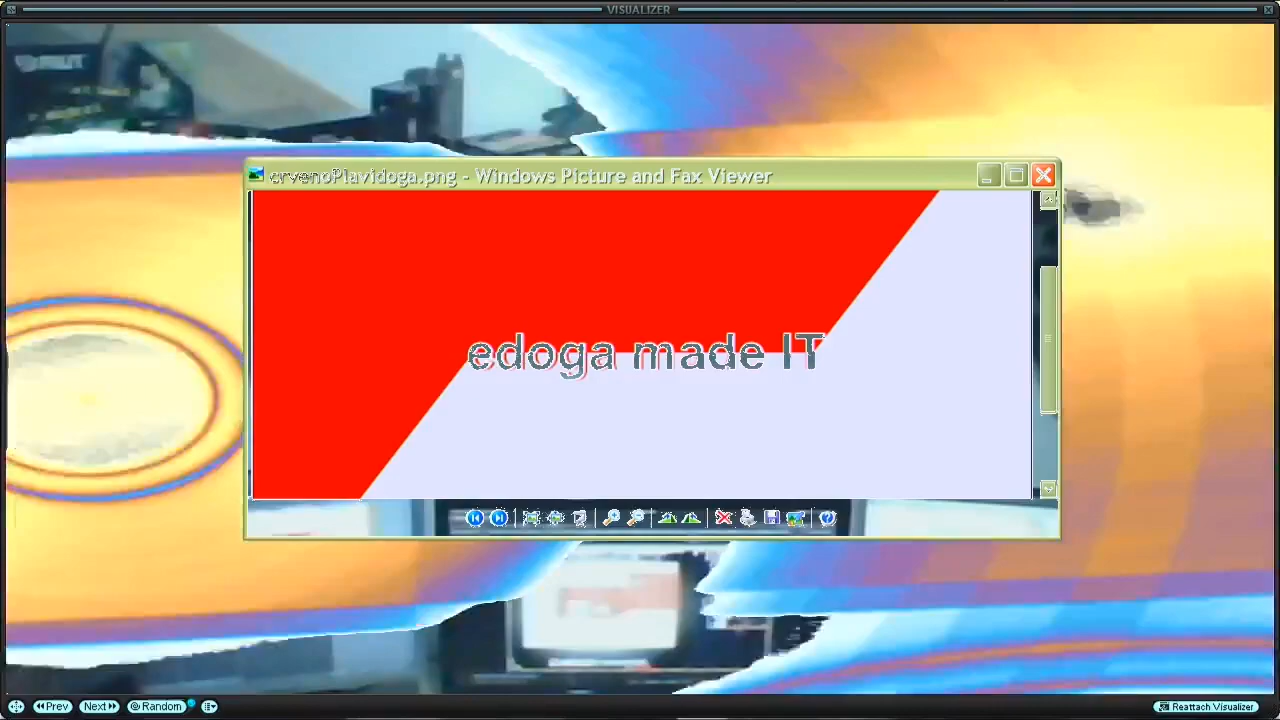 VISUALIZER
crvenoPlavidoga.png - Windows Picture and Fax Viewer
edoga made IT
Prev
Next
Random
Reattach Visualizer